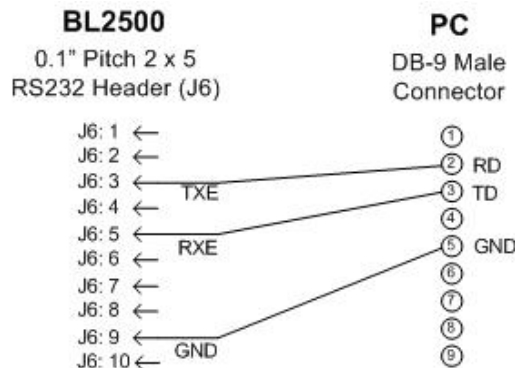 BL2500
0.1" Pitch 2 x 5
RS232 Header (J6)
J6: 1
J6: 2
J6: 3
TXE
J6: 4
J6: 5
RXE
J6: 6
J6: 7
J6: 8
J6: 9
GND
J6: 10
PC
DB-9 Male
Connector
1
2 RD
3 TD
4
5 GND
6
7
8
9